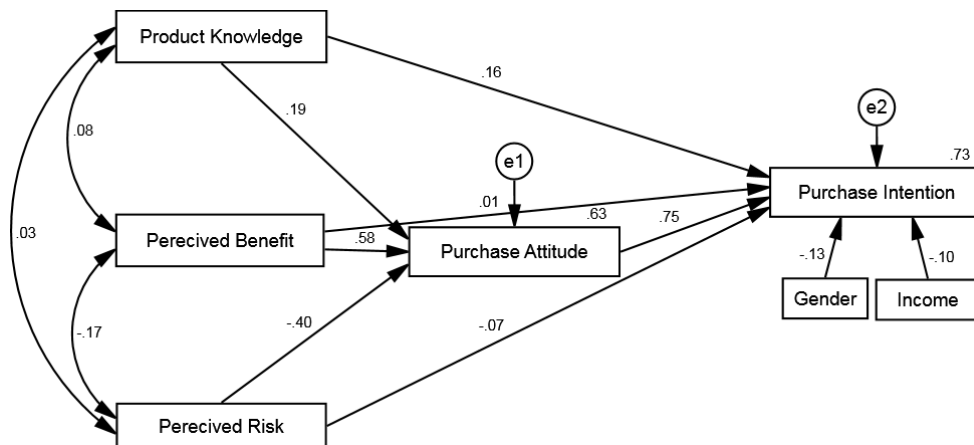 Product Knowledge
.16
.19
e2
.08
e1
.73
Purchase Intention
.01
.63
.75
.03
Perecived Benefit
.58
Purchase Attitude
-.13
-.10
Gender
Income
-.17
-.40
-.07
Perecived Risk